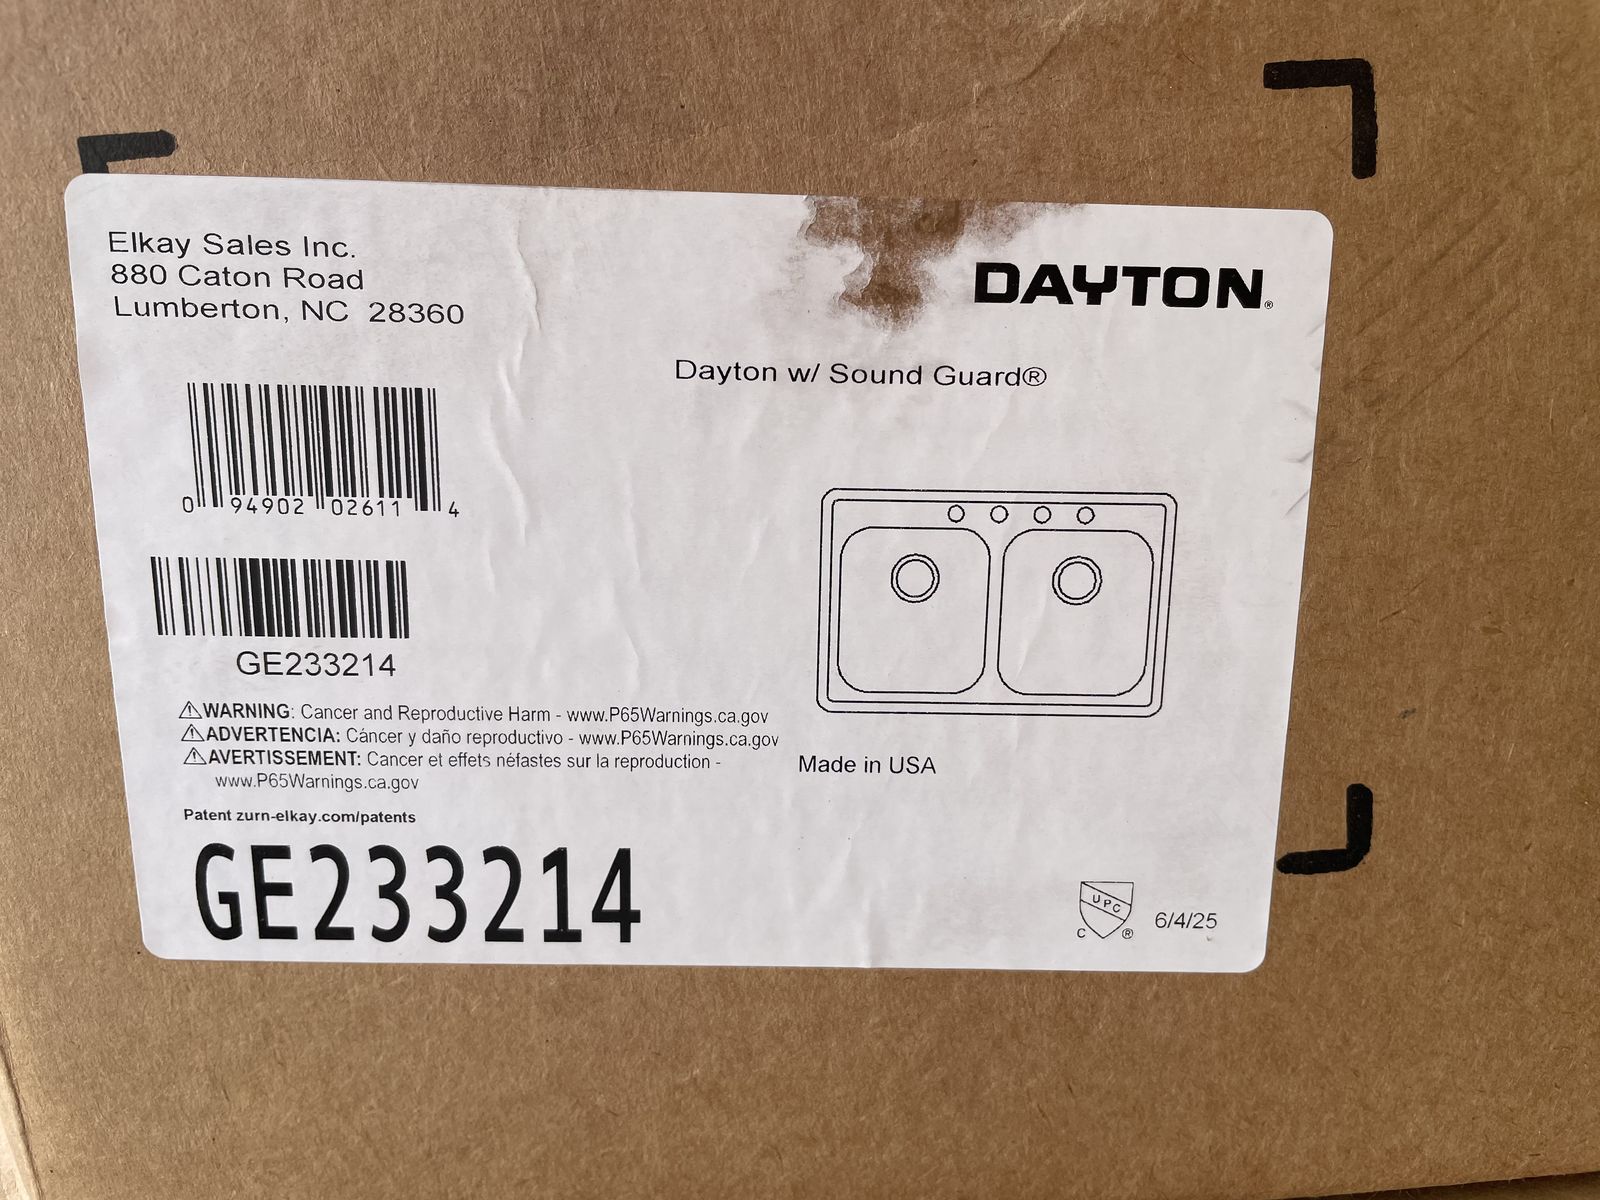 Elkay Sales Inc.
880 Caton Road
Lumberton, NC 28360
DAYTON®
Dayton w/ Sound Guard®
0 94902 02611 4
GE233214
⚠WARNING: Cancer and Reproductive Harm - www.P65Warnings.ca.gov
⚠ADVERTENCIA: Cáncer y daño reproductivo - www.P65Warnings.ca.gov
⚠AVERTISSEMENT: Cancer et effets néfastes sur la reproduction -
www.P65Warnings.ca.gov
Made in USA
Patent zurn-elkay.com/patents
GE233214
UPC
C ®
6/4/25